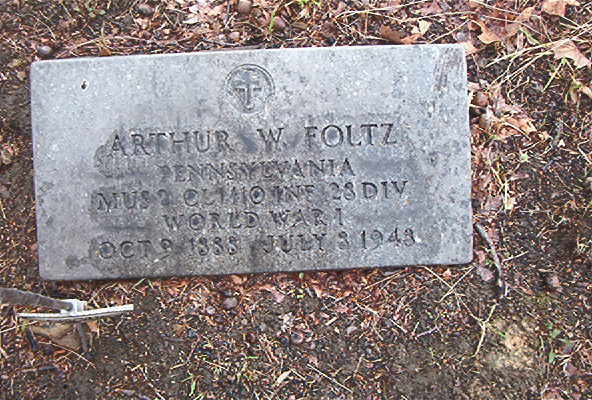 ARTHUR W FOLTZ
PENNSYLVANIA
MUS 2 CL 110 INF 28 DIV
WORLD WAR I
OCT 9 1888 JULY 3 1948